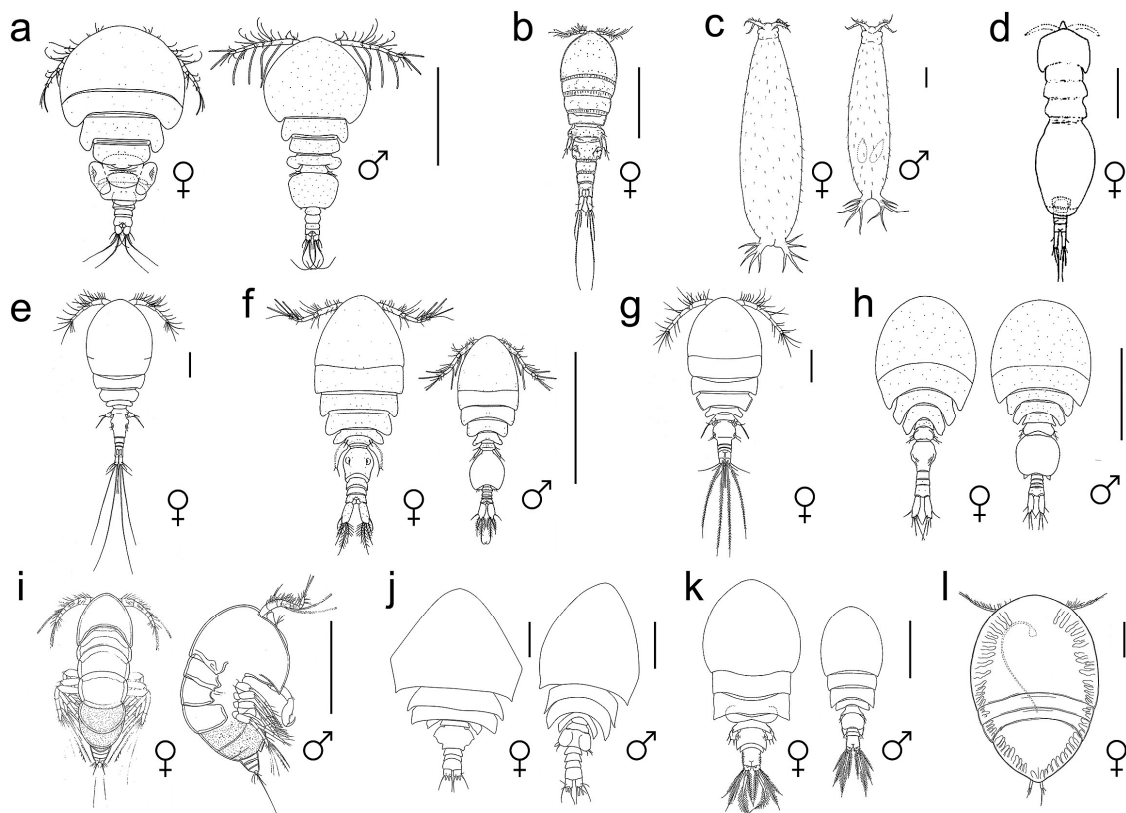 a ♀ ♂ b ♀ c ♀ ♂ d ♀
e ♀ f ♀ ♂ g ♀ h ♀ ♂
i ♀ ♂ j ♀ ♂ k ♀ ♂ l ♀